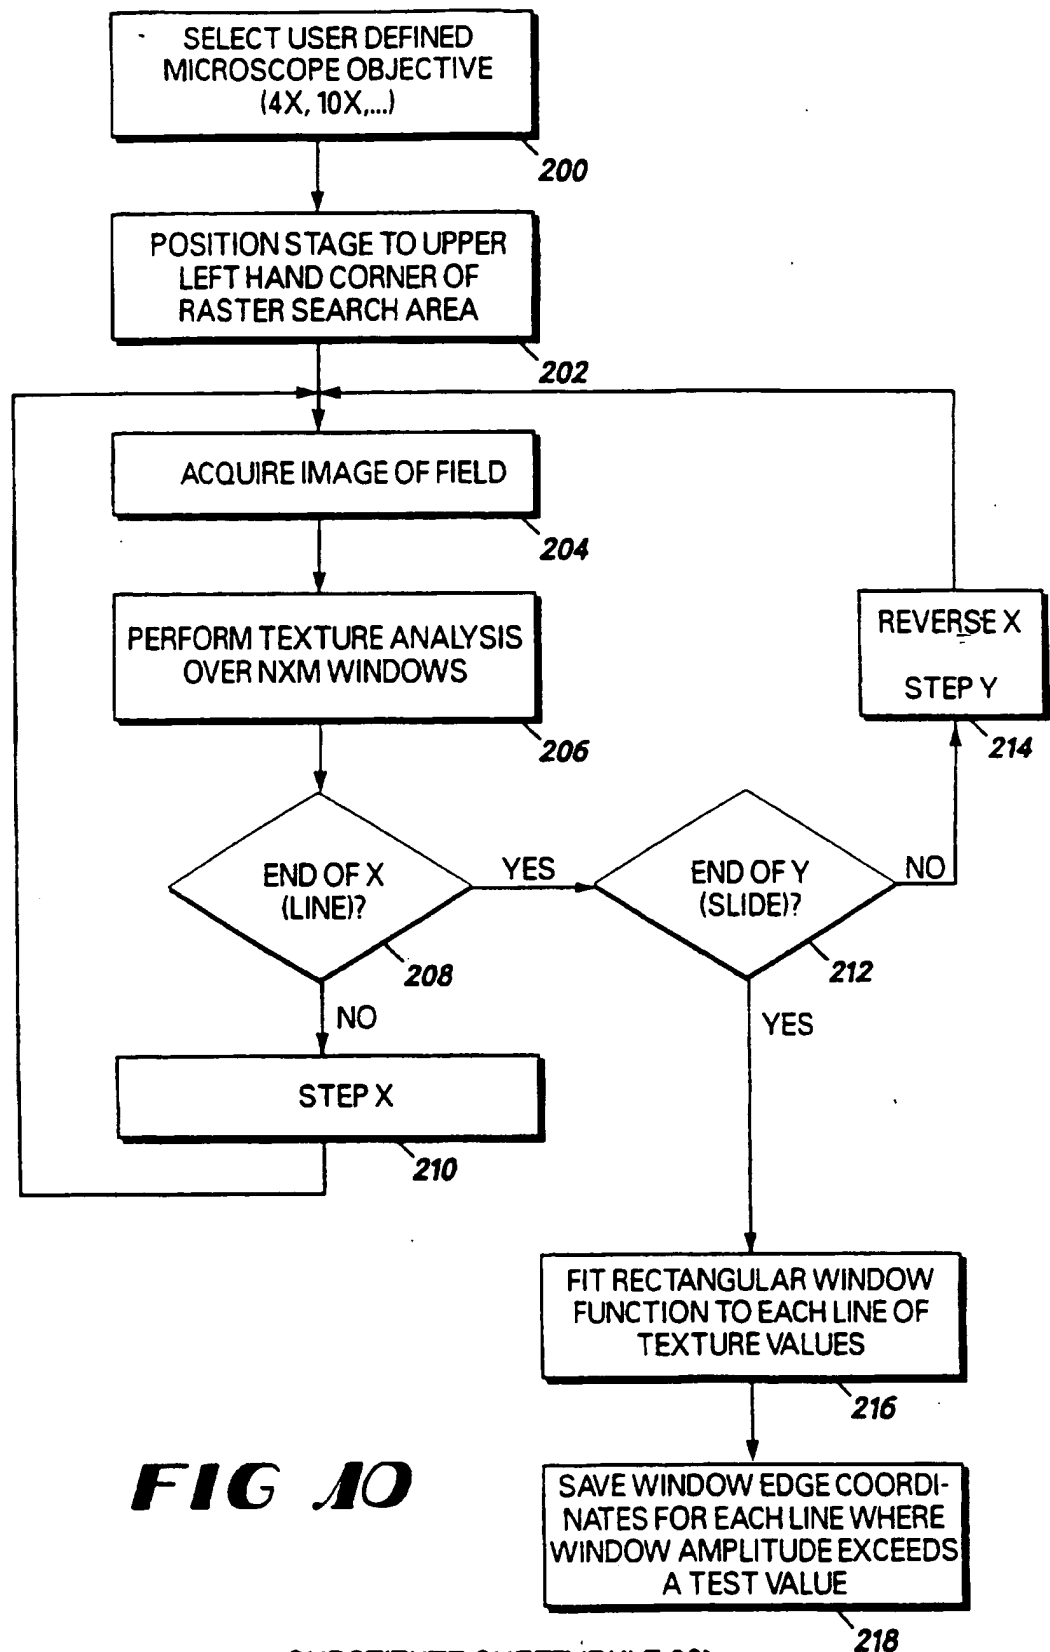 SELECT USER DEFINED
MICROSCOPE OBJECTIVE
(4X, 10X,...)
200
POSITION STAGE TO UPPER
LEFT HAND CORNER OF
RASTER SEARCH AREA
202
ACQUIRE IMAGE OF FIELD
204
PERFORM TEXTURE ANALYSIS
OVER NXM WINDOWS
206
REVERSE X
STEP Y
214
END OF X
(LINE)?
208
YES
END OF Y
(SLIDE)?
212
NO
NO
YES
STEP X
210
FIT RECTANGULAR WINDOW
FUNCTION TO EACH LINE OF
TEXTURE VALUES
216
SAVE WINDOW EDGE COORDI-
NATES FOR EACH LINE WHERE
WINDOW AMPLITUDE EXCEEDS
A TEST VALUE
218
FIG 10